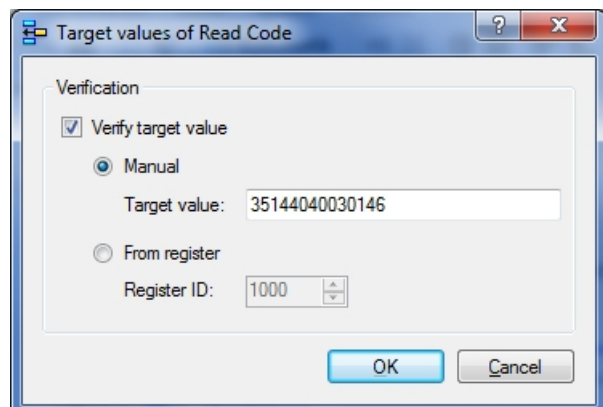 Target values of Read Code
?
Verification
Verify target value
Manual
Target value: 35144040030146
From register
Register ID: 1000
OK Cancel